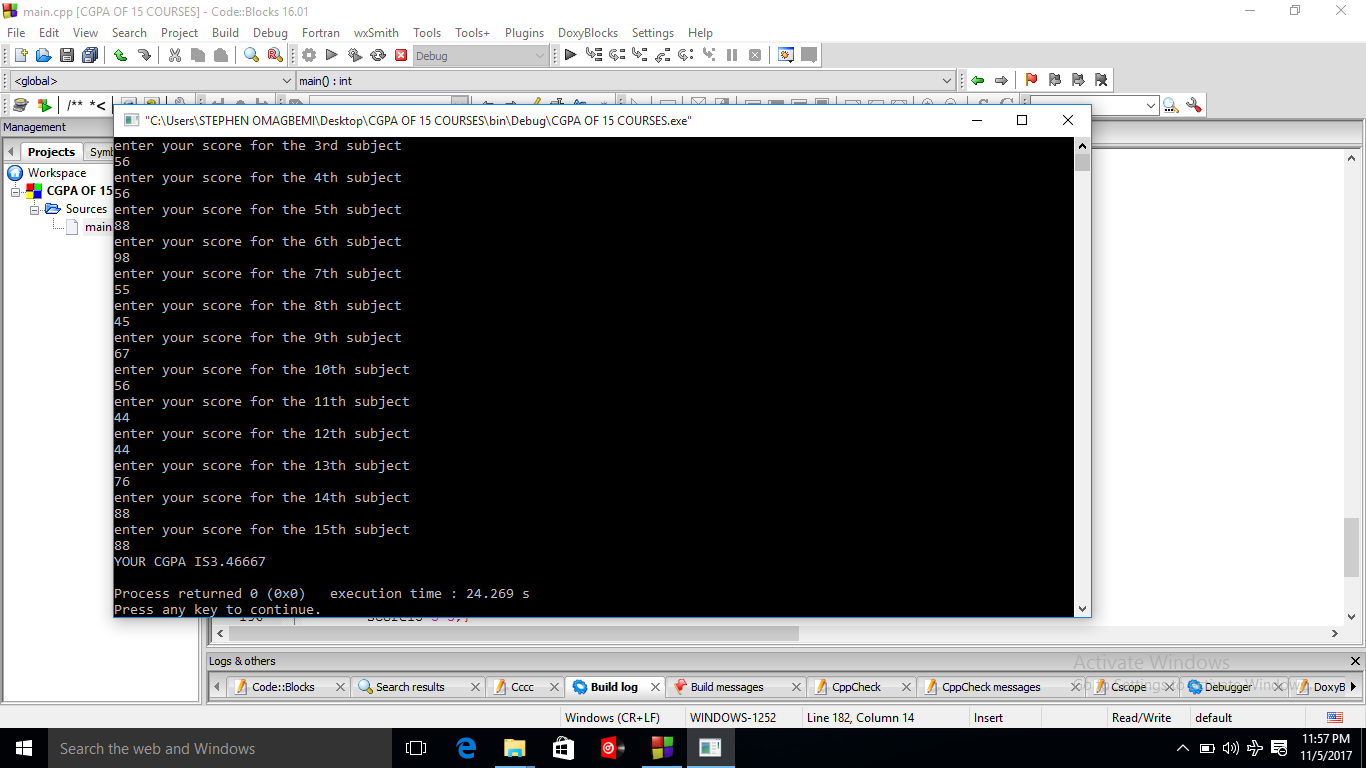 main.cpp [CGPA OF 15 COURSES] - Code::Blocks 16.01
File Edit View Search Project Build Debug Fortran wxSmith Tools Tools+ Plugins DoxyBlocks Settings Help
Debug
<global> main() : int
/** *<
"C:\Users\STEPHEN OMAGBEMI\Desktop\CGPA OF 15 COURSES\bin\Debug\CGPA OF 15 COURSES.exe"
Management
Projects
Workspace
CGPA OF 15
Sources
main
enter your score for the 3rd subject
56
enter your score for the 4th subject
56
enter your score for the 5th subject
88
enter your score for the 6th subject
98
enter your score for the 7th subject
55
enter your score for the 8th subject
45
enter your score for the 9th subject
67
enter your score for the 10th subject
56
enter your score for the 11th subject
44
enter your score for the 12th subject
44
enter your score for the 13th subject
76
enter your score for the 14th subject
88
enter your score for the 15th subject
88
YOUR CGPA IS3.46667
Process returned 0 (0x0)   execution time : 24.269 s
Press any key to continue.
Logs & others
Activate Windows
Go to Settings to activate Windows.
Code::Blocks Search results Cccc Build log Build messages CppCheck CppCheck messages Cscope Debugger DoxyB
Windows (CR+LF) WINDOWS-1252 Line 182, Column 14 Insert Read/Write default
Search the web and Windows
11:57 PM
11/5/2017